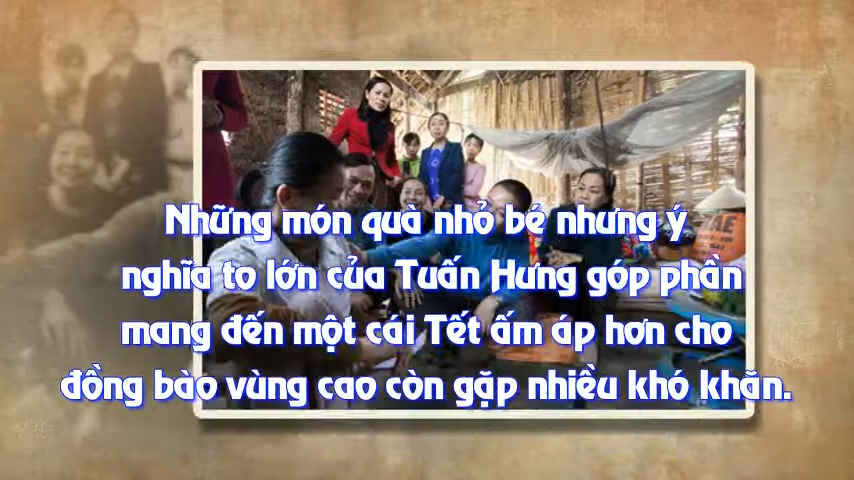 Những món quà nhỏ bé nhưng ý
nghĩa to lớn của Tuấn Hưng góp phần
mang đến một cái Tết ấm áp hơn cho
đồng bào vùng cao còn gặp nhiều khó khăn.